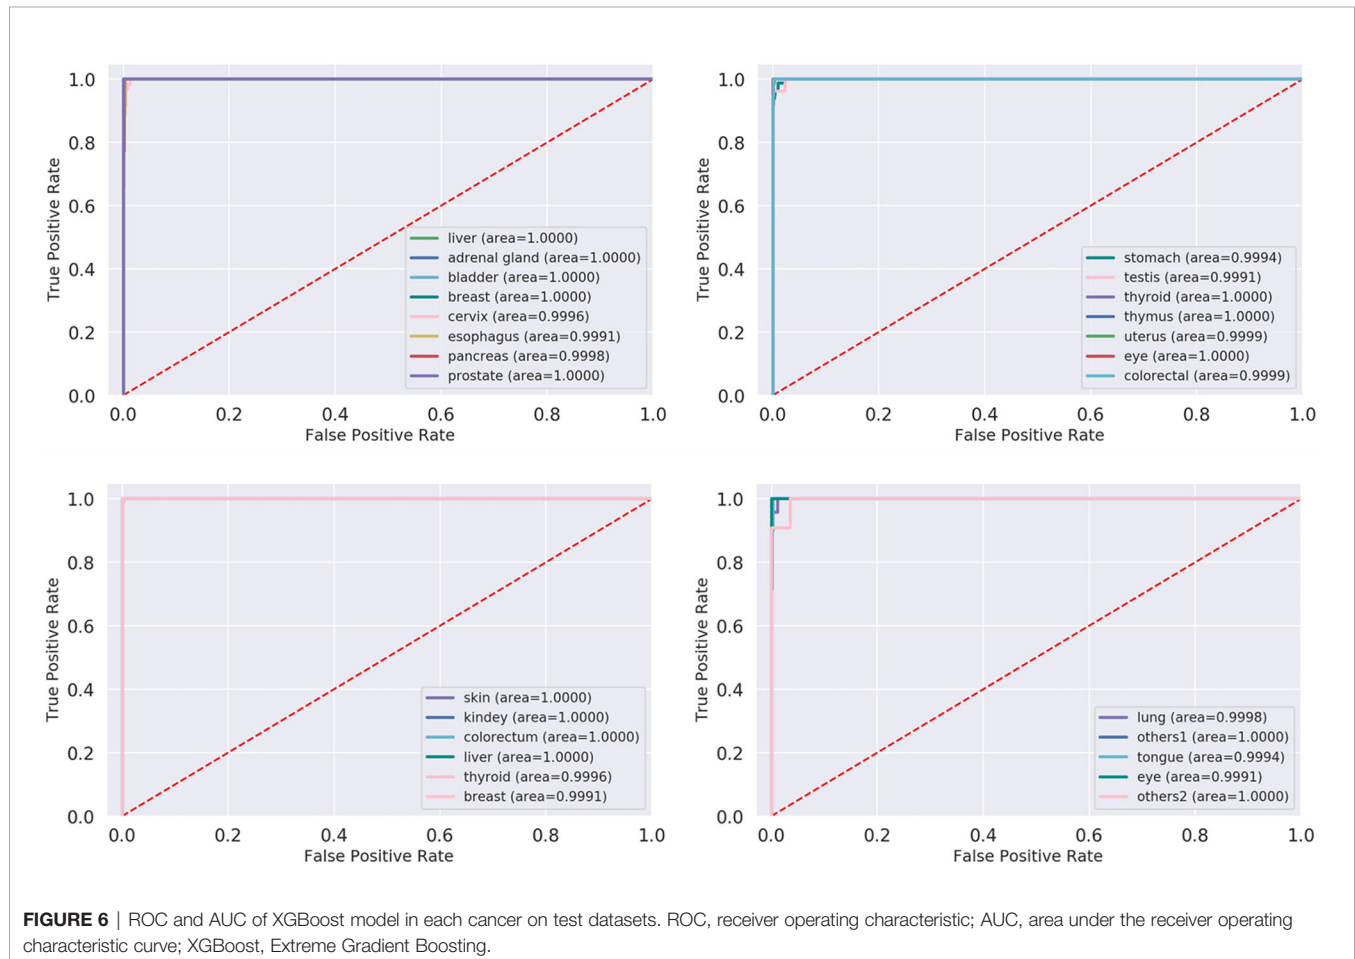 1.0
0.8
0.6
0.4
0.2
0.0
True Positive Rate
liver (area=1.0000)
adrenal gland (area=1.0000)
bladder (area=1.0000)
breast (area=1.0000)
cervix (area=0.9996)
esophagus (area=0.9991)
pancreas (area=0.9998)
prostate (area=1.0000)
0.0 0.2 0.4 0.6 0.8 1.0
False Positive Rate
1.0
0.8
0.6
0.4
0.2
0.0
True Positive Rate
stomach (area=0.9994)
testis (area=0.9991)
thyroid (area=1.0000)
thymus (area=1.0000)
uterus (area=0.9999)
eye (area=1.0000)
colorectal (area=0.9999)
0.0 0.2 0.4 0.6 0.8 1.0
False Positive Rate
1.0
0.8
0.6
0.4
0.2
0.0
True Positive Rate
skin (area=1.0000)
kindey (area=1.0000)
colorectum (area=1.0000)
liver (area=1.0000)
thyroid (area=0.9996)
breast (area=0.9991)
0.0 0.2 0.4 0.6 0.8 1.0
False Positive Rate
1.0
0.8
0.6
0.4
0.2
0.0
True Positive Rate
lung (area=0.9998)
others1 (area=1.0000)
tongue (area=0.9994)
eye (area=0.9991)
others2 (area=1.0000)
0.0 0.2 0.4 0.6 0.8 1.0
False Positive Rate
FIGURE 6 | ROC and AUC of XGBoost model in each cancer on test datasets. ROC, receiver operating characteristic; AUC, area under the receiver operating
characteristic curve; XGBoost, Extreme Gradient Boosting.